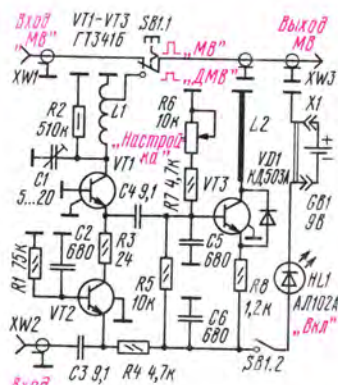 Вход "МВ"
VT1-VT3 ГТ341б
SB1.1
Выход МВ
"МВ"
"ДМВ"
XW1
XW3
R2 510к
L1
R6 10к
"Настройка"
L2
X1
VT1
C1 5...20
C4 9,1
R7 4,7к
VT3
VD1 КД503А
GB1 9В
R1 75к
C2 680
R3 24
C5 680
R5 10к
R8 1,2к
HL1 АЛ102А
"Вкл"
VT2
C6 680
XW2
C3 9,1
R4 4,7к
SB1.2
Вход